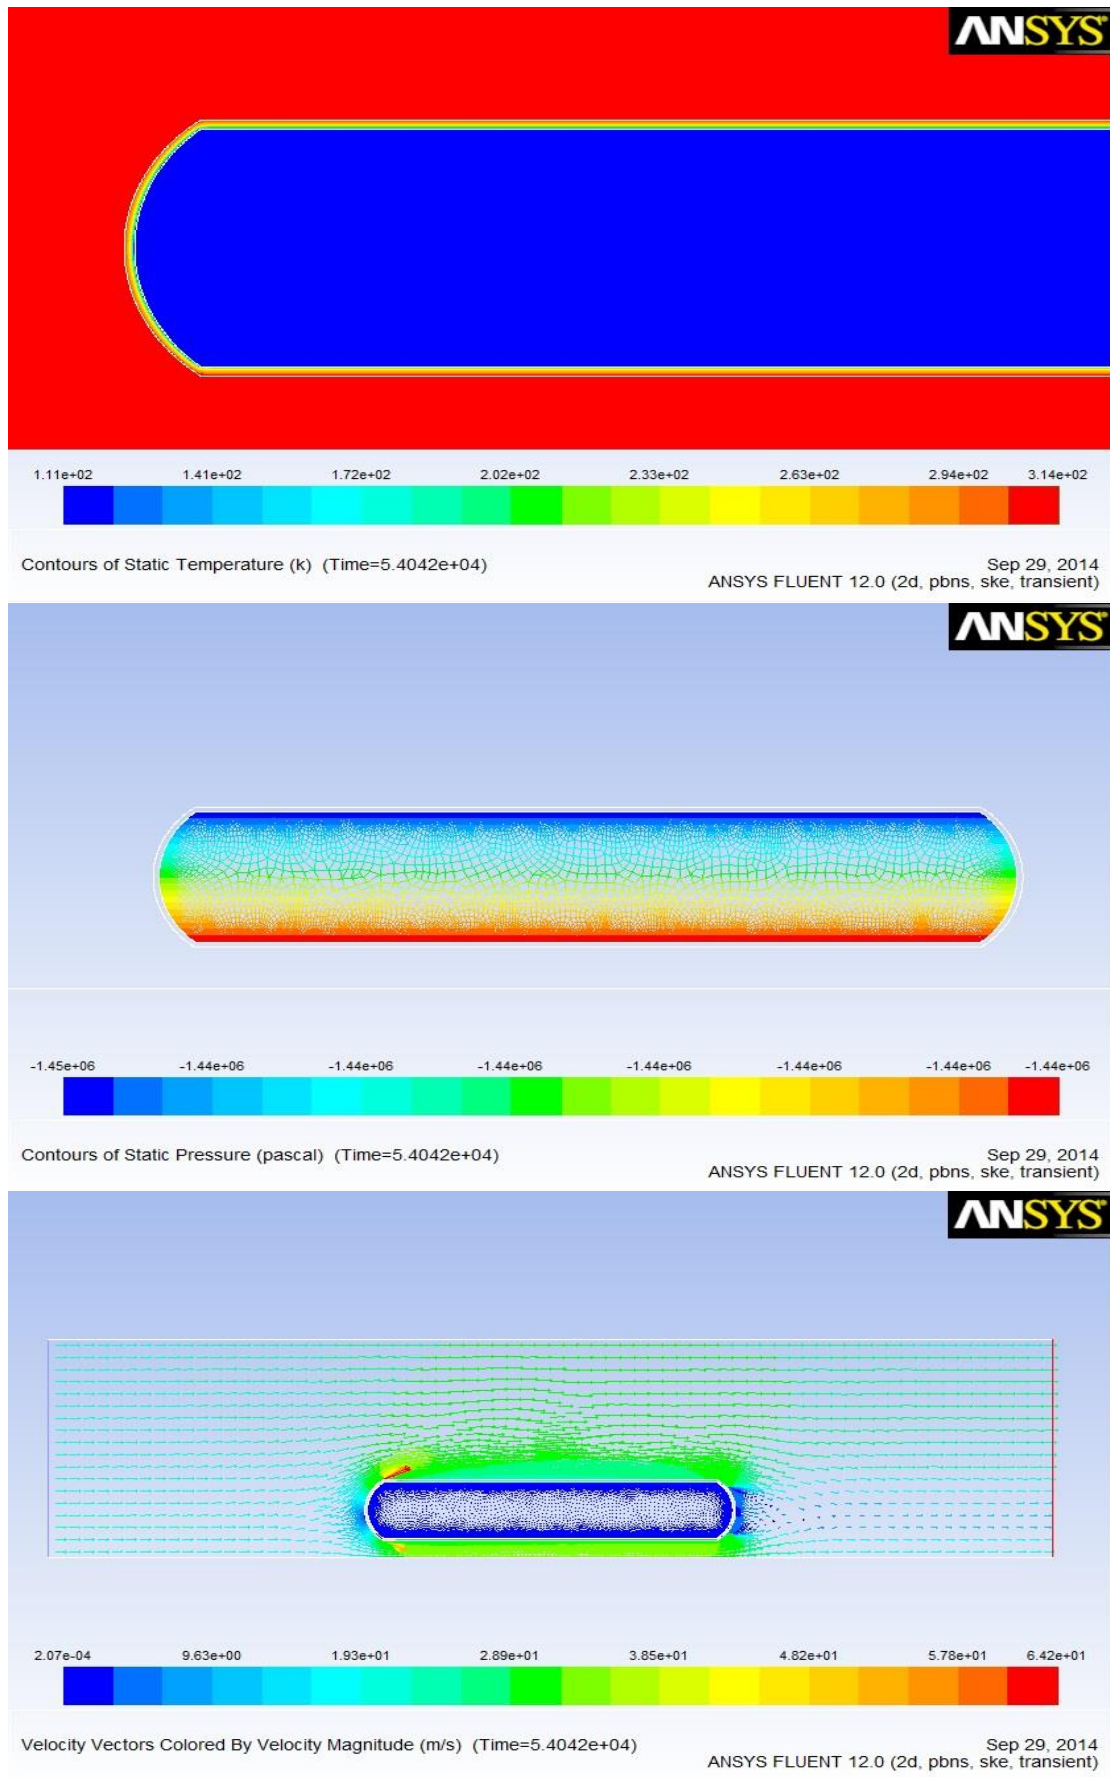 ANSYS
1.11e+02 1.41e+02 1.72e+02 2.02e+02 2.33e+02 2.63e+02 2.94e+02 3.14e+02
Contours of Static Temperature (k) (Time=5.4042e+04)
Sep 29, 2014
ANSYS FLUENT 12.0 (2d, pbns, ske, transient)
ANSYS
-1.45e+06 -1.44e+06 -1.44e+06 -1.44e+06 -1.44e+06 -1.44e+06 -1.44e+06 -1.44e+06
Contours of Static Pressure (pascal) (Time=5.4042e+04)
Sep 29, 2014
ANSYS FLUENT 12.0 (2d, pbns, ske, transient)
ANSYS
2.07e-04 9.63e+00 1.93e+01 2.89e+01 3.85e+01 4.82e+01 5.78e+01 6.42e+01
Velocity Vectors Colored By Velocity Magnitude (m/s) (Time=5.4042e+04)
Sep 29, 2014
ANSYS FLUENT 12.0 (2d, pbns, ske, transient)